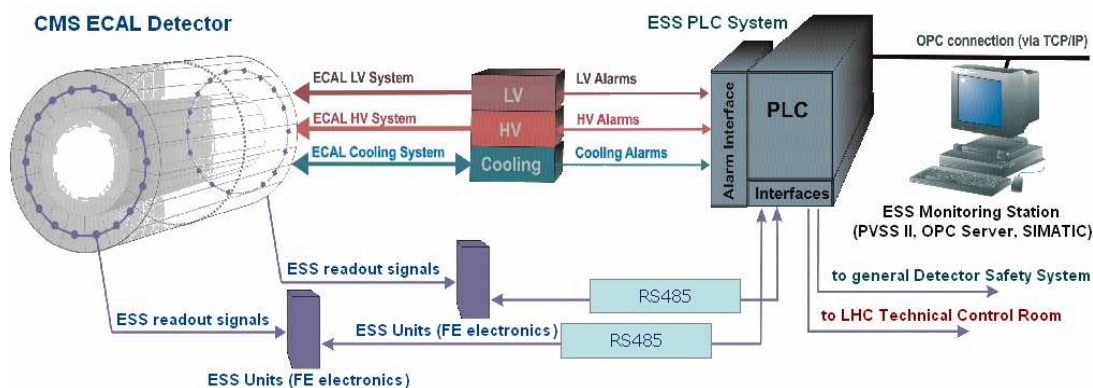 CMS ECAL Detector
ESS PLC System
OPC connection (via TCP/IP)
ECAL LV System
LV
LV Alarms
ECAL HV System
HV
HV Alarms
ECAL Cooling System
Cooling
Cooling Alarms
Alarm Interface
PLC
Interfaces
ESS Monitoring Station
(PVSS II, OPC Server, SIMATIC)
ESS readout signals
RS485
to general Detector Safety System
ESS readout signals
ESS Units (FE electronics)
RS485
to LHC Technical Control Room
ESS Units (FE electronics)